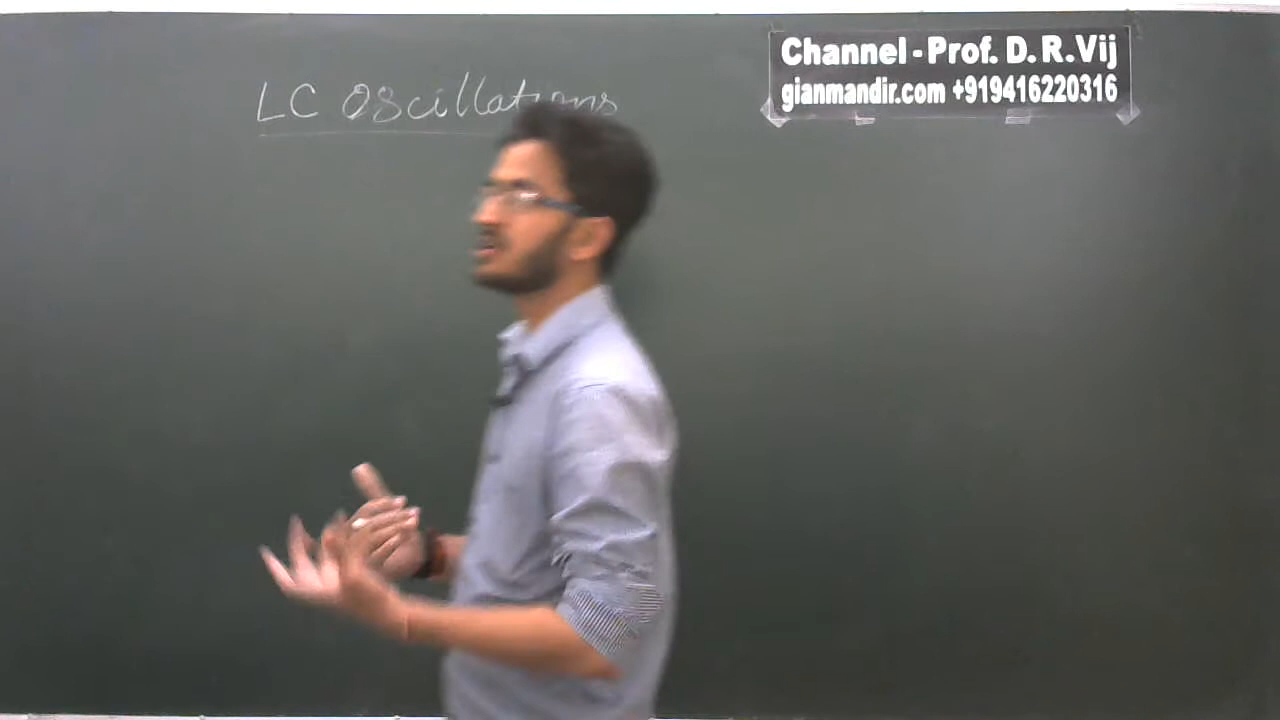 LC Oscillations
Channel - Prof. D. R. Vij
gianmandir.com +919416220316